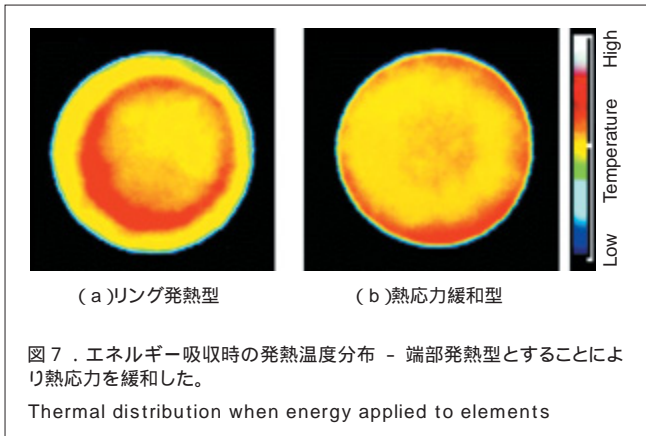 High
Temperature
Low
(a)リング発熱型
(b)熱応力緩和型
図7．エネルギー吸収時の発熱温度分布 － 端部発熱型とすることによ
り熱応力を緩和した。
Thermal distribution when energy applied to elements